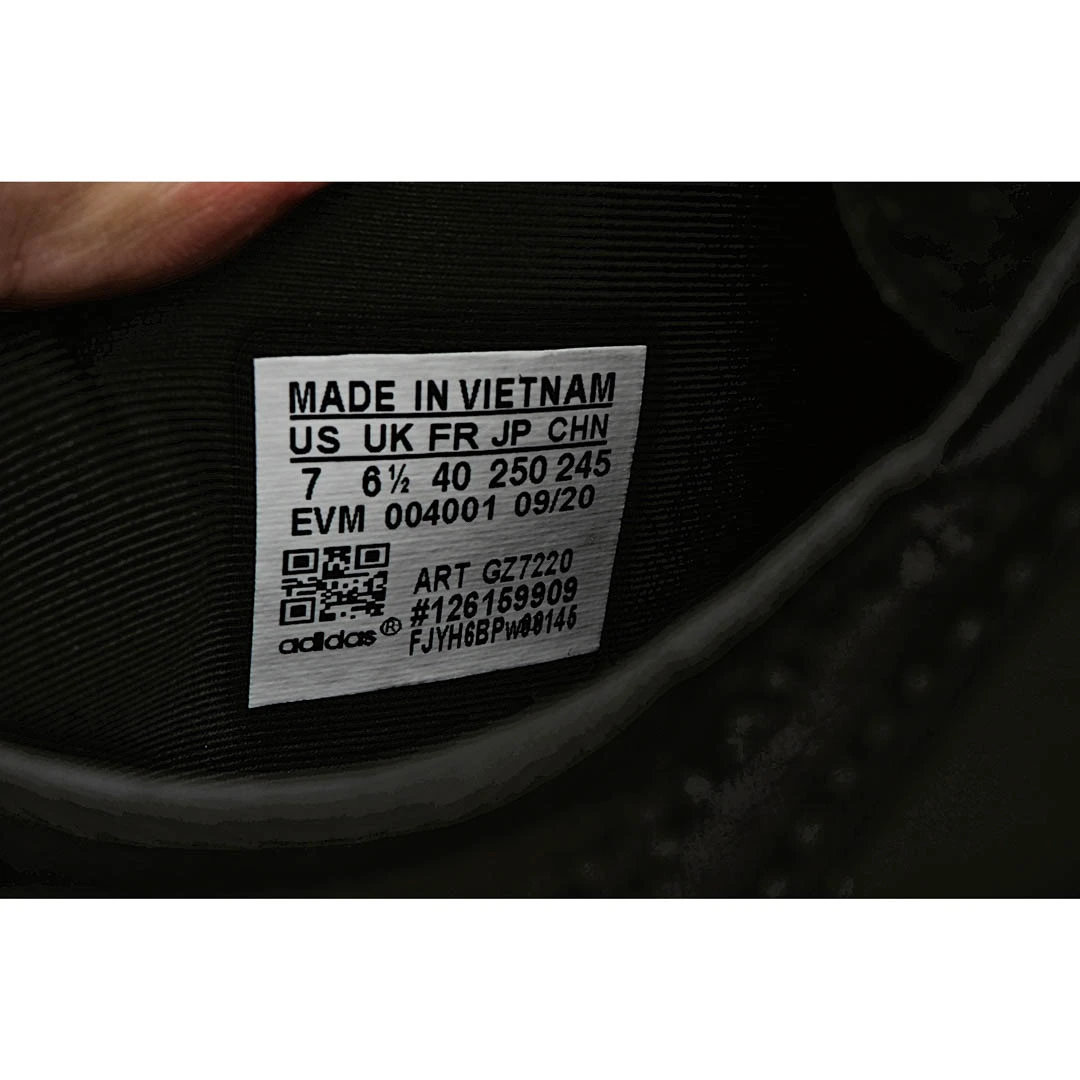 MADE IN VIETNAM
US UK FR JP CHN
7 6½ 40 250 245
EVM 004001 09/20
ART GZ7220
#126159909
FJYH6BPW08145
adidas®